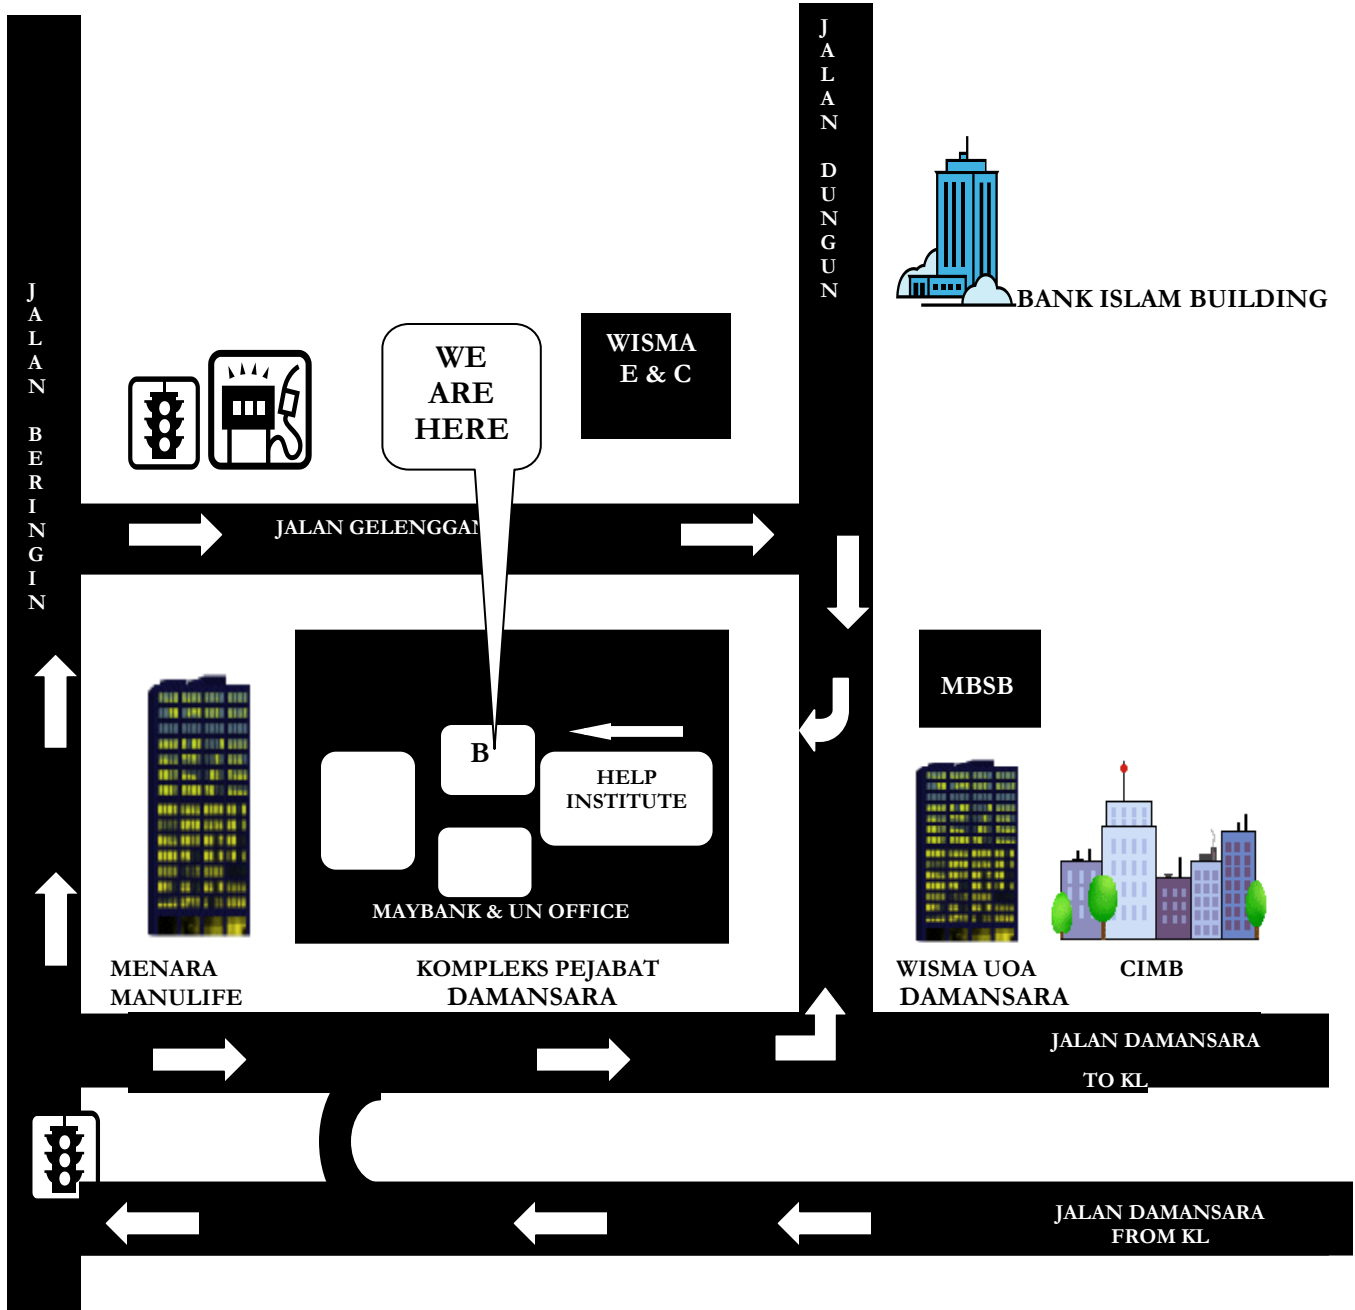 JALAN DUNGUN
BANK ISLAM BUILDING
JALAN BERINGIN
WE
ARE
HERE
WISMA
E & C
JALAN GELENGGAN
MBSB
B
HELP
INSTITUTE
MAYBANK & UN OFFICE
MENARA
MANULIFE
KOMPLEKS PEJABAT
DAMANSARA
WISMA UOA
DAMANSARA
CIMB
JALAN DAMANSARA
TO KL
JALAN DAMANSARA
FROM KL